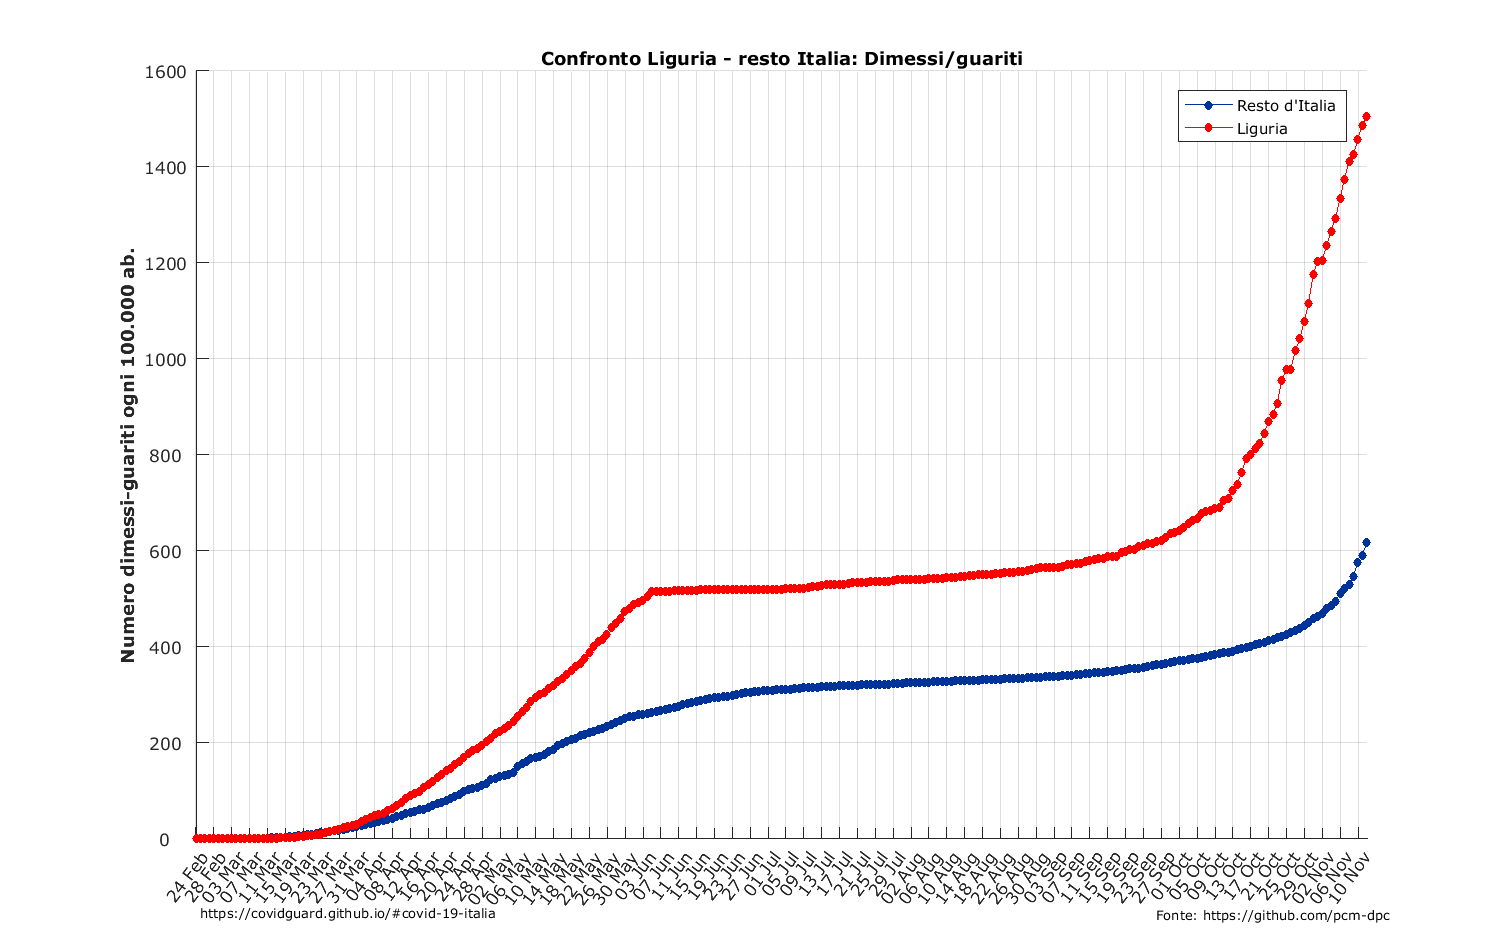 Confronto Liguria - resto Italia: Dimessi/guariti
Numero dimessi-guariti ogni 100.000 ab.
1600
1400
1200
1000
800
600
400
200
0
Resto d'Italia
Liguria
24 Feb
28 Feb
03 Mar
07 Mar
11 Mar
15 Mar
19 Mar
23 Mar
27 Mar
31 Mar
04 Apr
08 Apr
12 Apr
16 Apr
20 Apr
24 Apr
28 Apr
02 May
06 May
10 May
14 May
18 May
22 May
26 May
30 May
03 Jun
07 Jun
11 Jun
15 Jun
19 Jun
23 Jun
27 Jun
01 Jul
05 Jul
09 Jul
13 Jul
17 Jul
21 Jul
25 Jul
29 Jul
02 Aug
06 Aug
10 Aug
14 Aug
18 Aug
22 Aug
26 Aug
30 Aug
03 Sep
07 Sep
11 Sep
15 Sep
19 Sep
23 Sep
27 Sep
01 Oct
05 Oct
09 Oct
13 Oct
17 Oct
21 Oct
25 Oct
29 Oct
02 Nov
06 Nov
10 Nov
https://covidguard.github.io/#covid-19-italia
Fonte: https://github.com/pcm-dpc